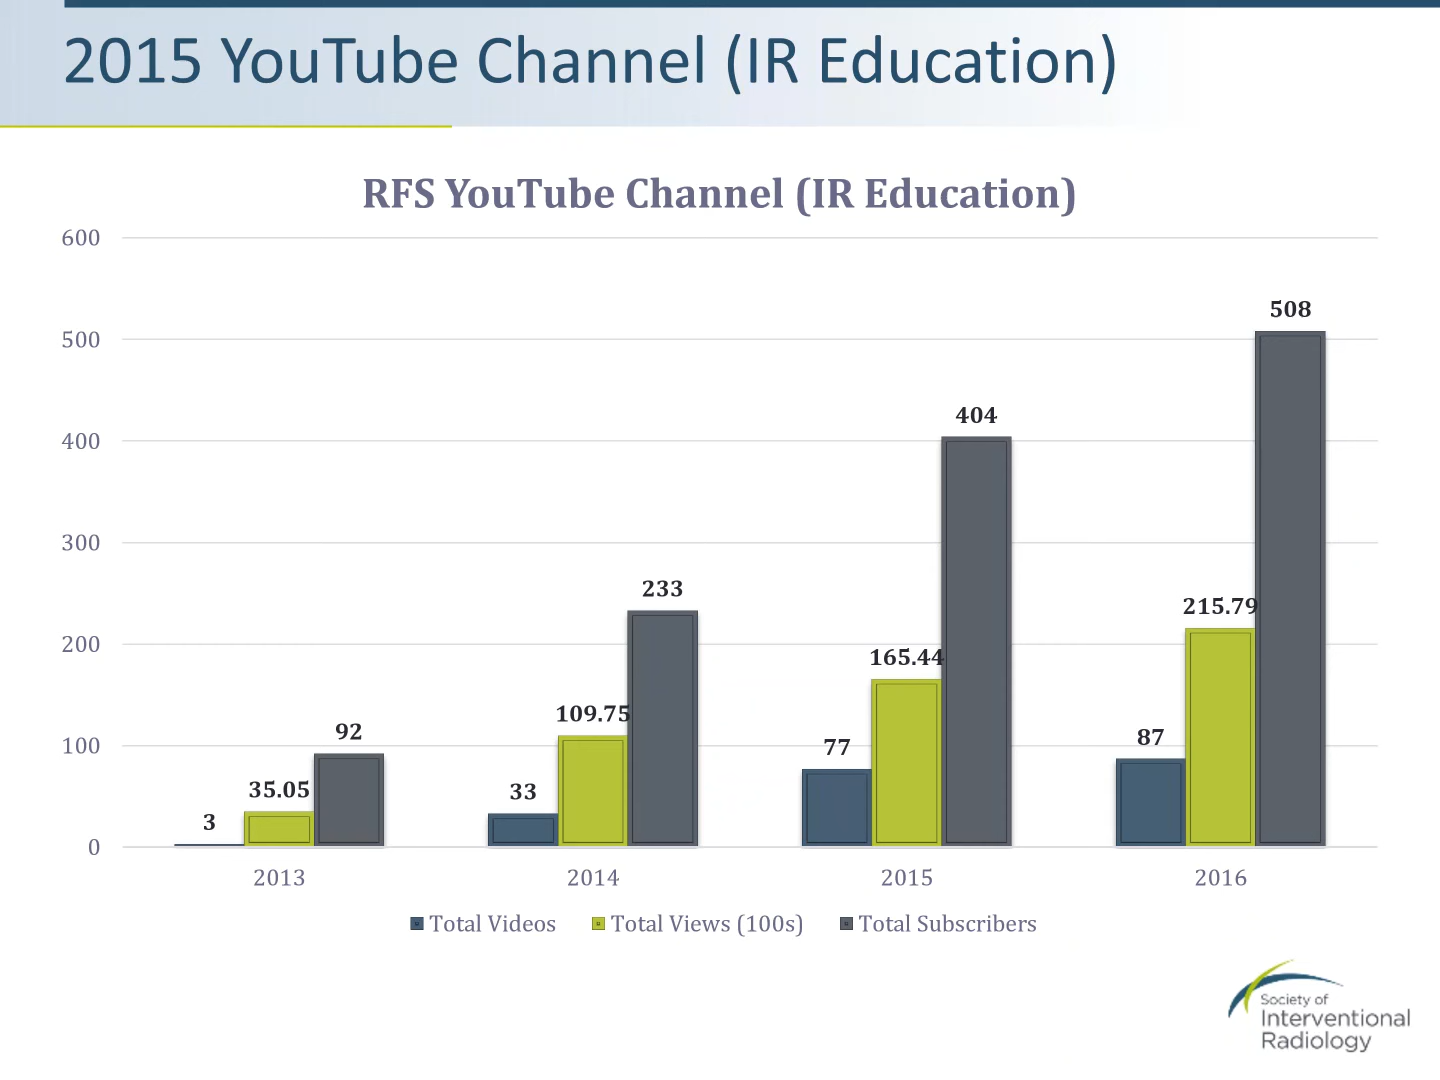 2015 YouTube Channel (IR Education)
RFS YouTube Channel (IR Education)
600
500
400
300
200
100
0
3
35.05
92
33
109.75
233
77
165.44
404
87
215.79
508
2013
2014
2015
2016
Total Videos
Total Views (100s)
Total Subscribers
Society of
Interventional
Radiology